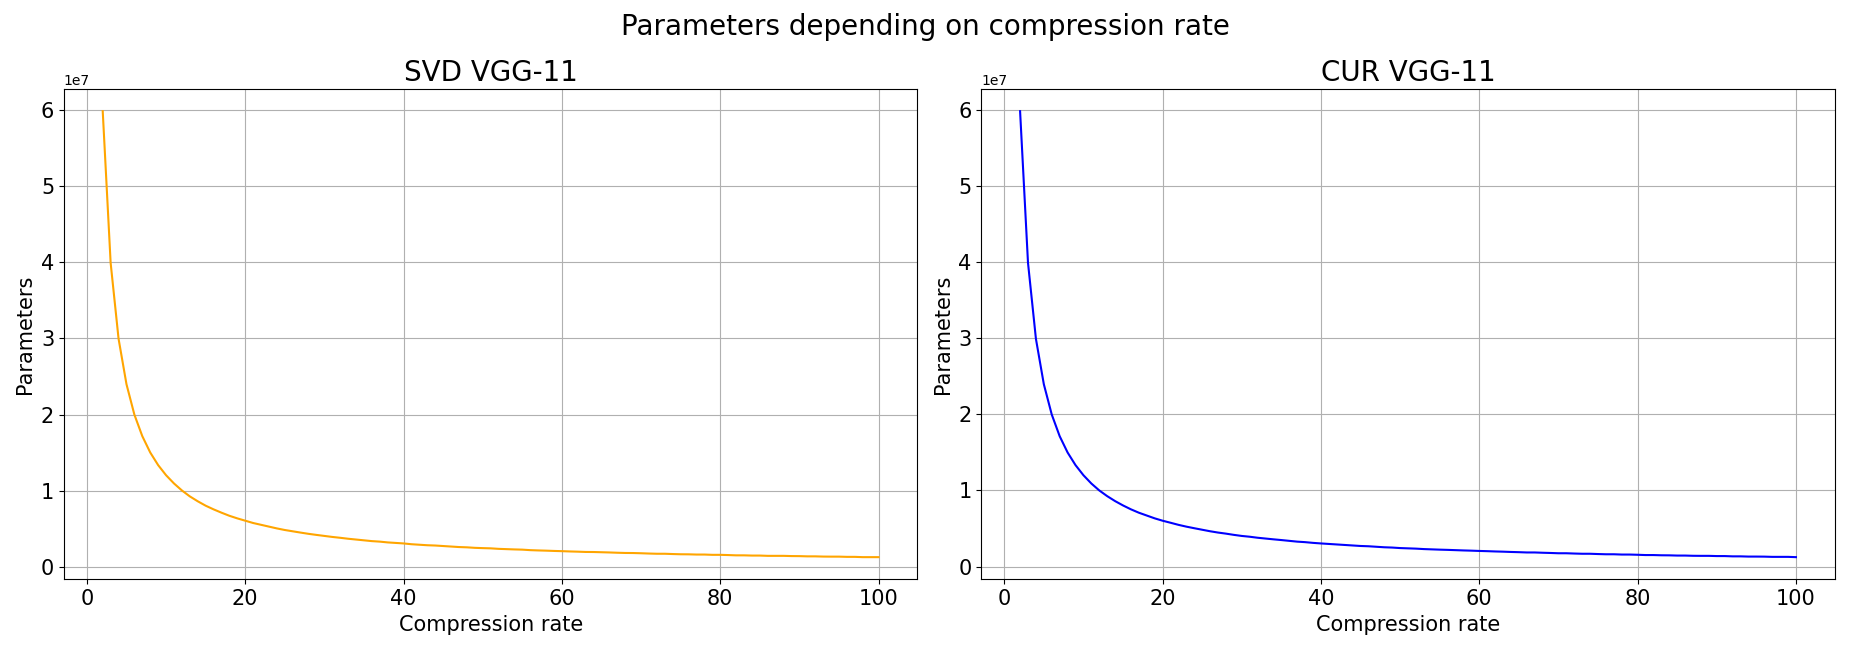 Parameters depending on compression rate
SVD VGG-11
1e7
6
5
4
3
2
1
0
Parameters
0 20 40 60 80 100
Compression rate
CUR VGG-11
1e7
6
5
4
3
2
1
0
Parameters
0 20 40 60 80 100
Compression rate